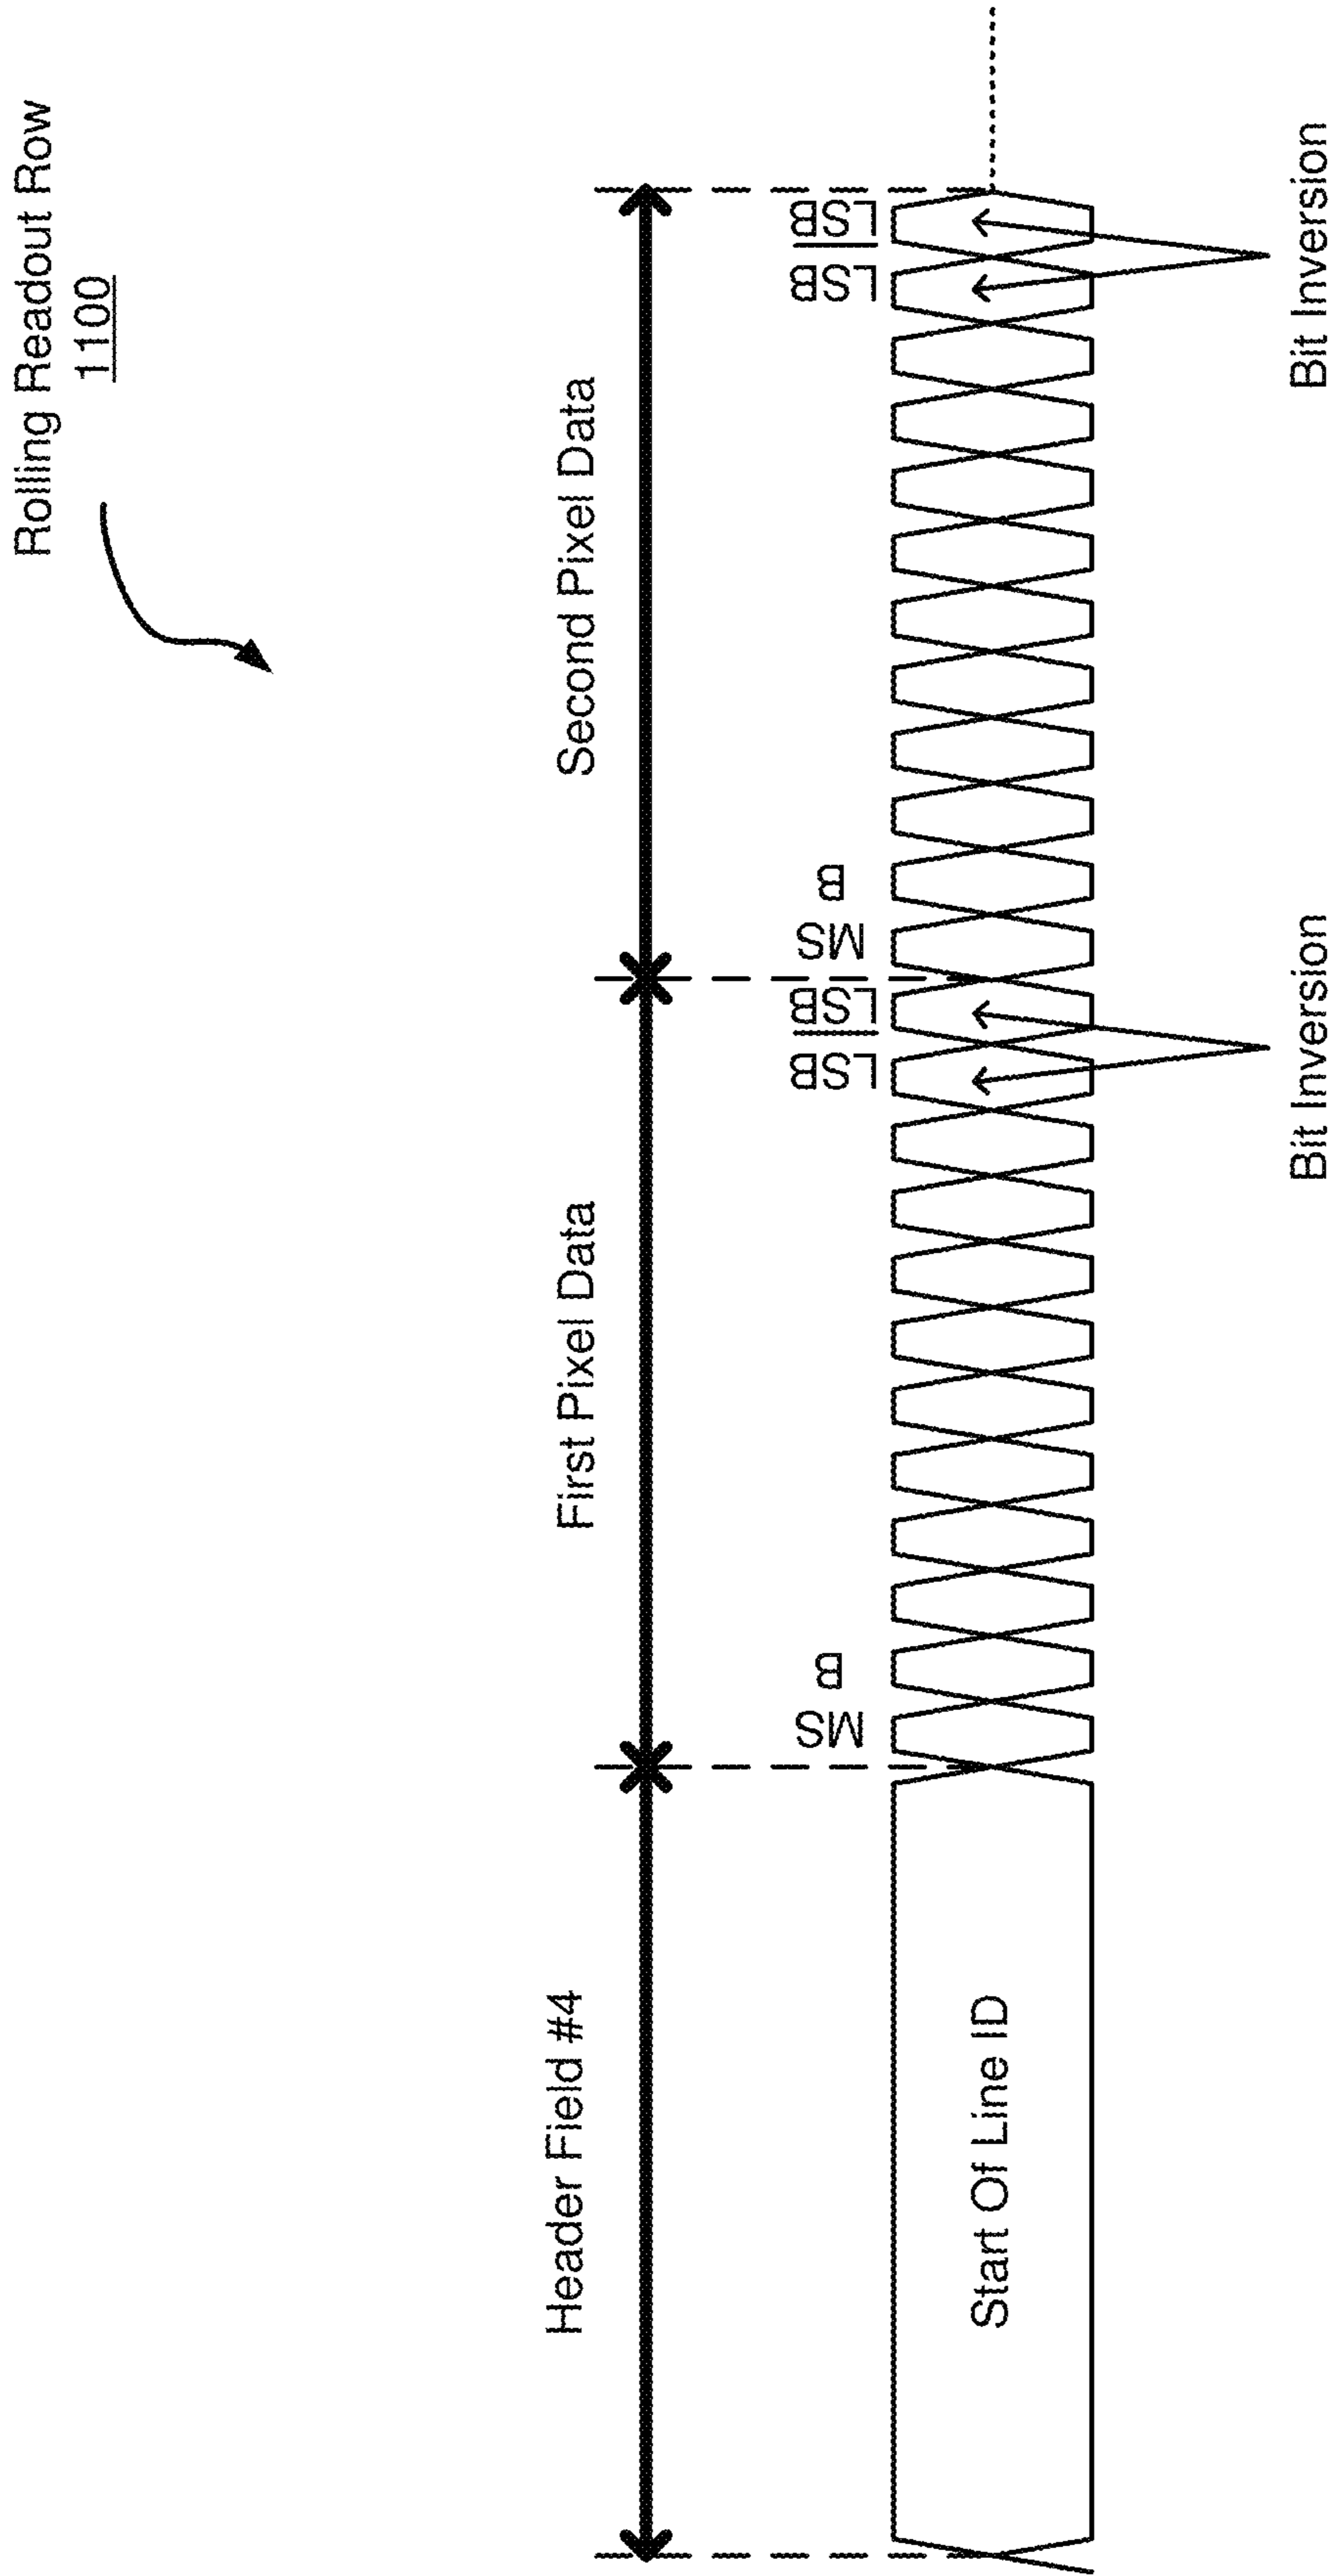 Rolling Readout Row
1100
Header Field #4
First Pixel Data
Second Pixel Data
MS
B
LSB
LSB
MS
B
LSB
LSB
Start Of Line ID
Bit Inversion
Bit Inversion